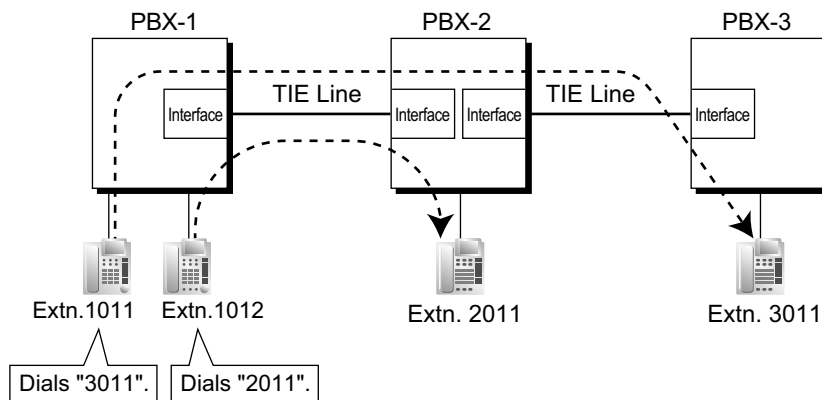 PBX-1
PBX-2
PBX-3
TIE Line
TIE Line
Interface
Interface
Interface
Interface
Extn.1011
Extn.1012
Extn. 2011
Extn. 3011
Dials "3011".
Dials "2011".